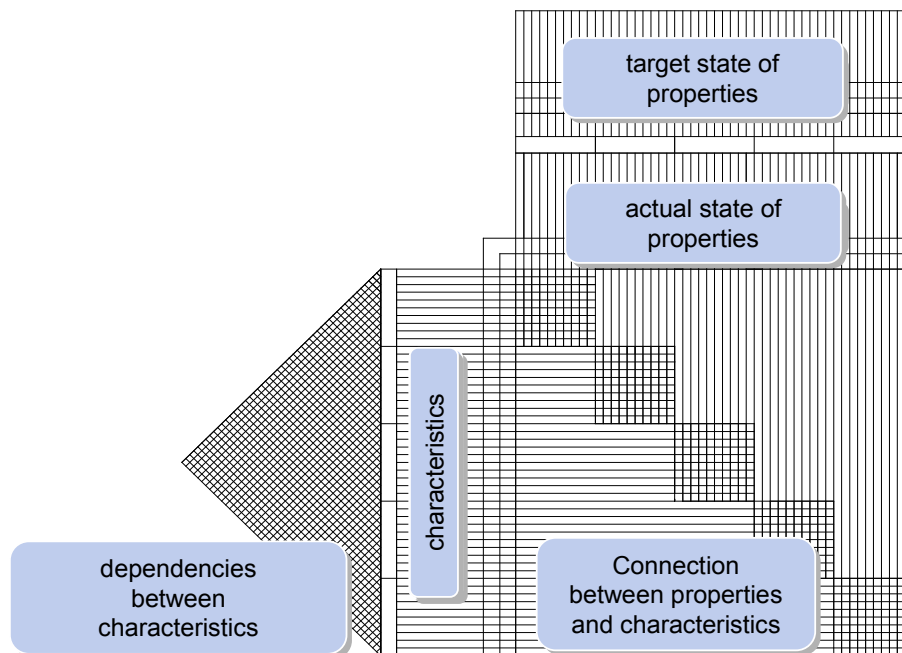 target state of
properties
actual state of
properties
characteristics
dependencies
between
characteristics
Connection
between properties
and characteristics